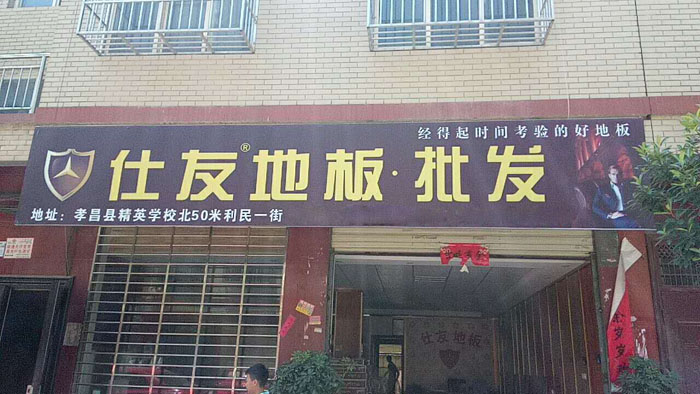 经得起时间考验的好地板
仕友®地板·批发
地址：孝昌县精英学校北50米利民一街
仕友地板